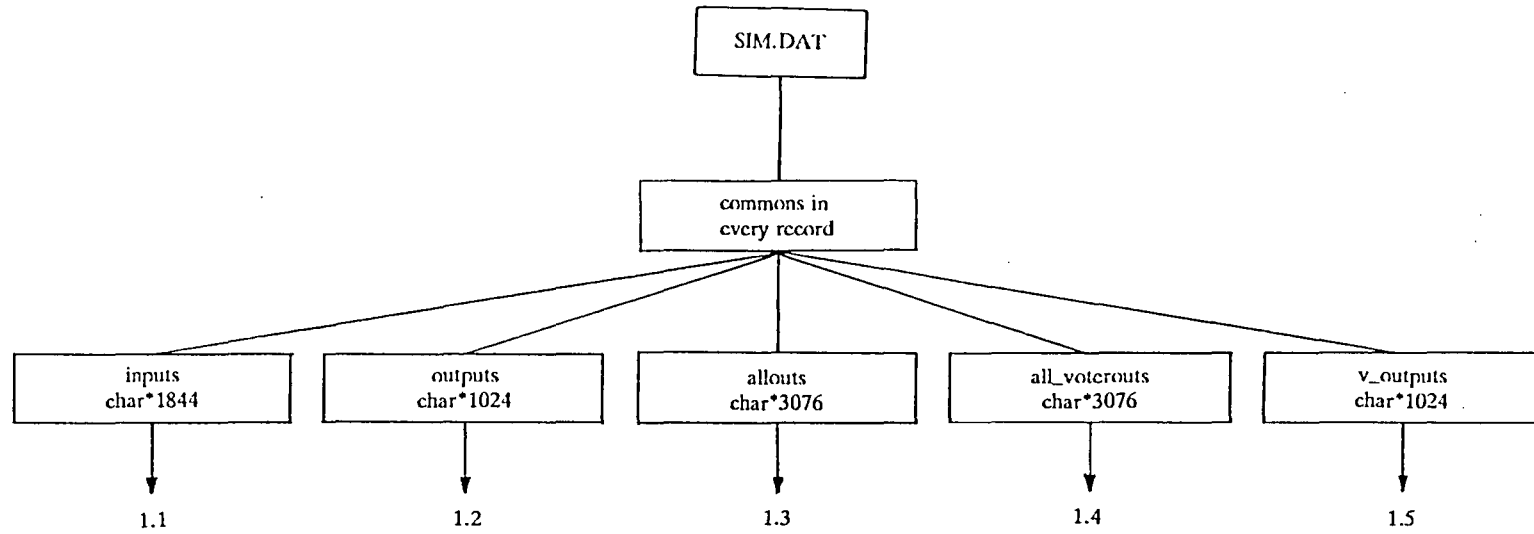 SIM.DAT
commons in
every record
inputs
char*1844
outputs
char*1024
allouts
char*3076
all_voterouts
char*3076
v_outputs
char*1024
1.1
1.2
1.3
1.4
1.5